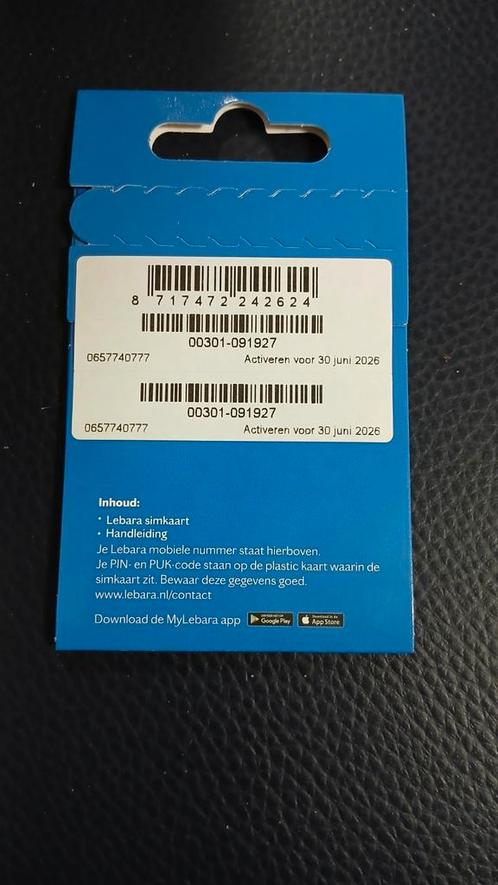 8 717472 242624
00301-091927
0657740777 Activeren voor 30 juni 2026
00301-091927
0657740777 Activeren voor 30 juni 2026
Inhoud:
• Lebara simkaart
• Handleiding
Je Lebara mobiele nummer staat hierboven.
Je PIN- en PUK-code staan op de plastic kaart waarin de
simkaart zit. Bewaar deze gegevens goed.
www.lebara.nl/contact
Download de MyLebara app Google Play App Store